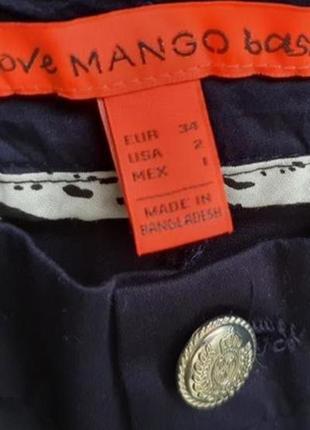 ove MANGO bas
EUR 34
USA 2
MEX 1
MADE IN
BANGLADESH